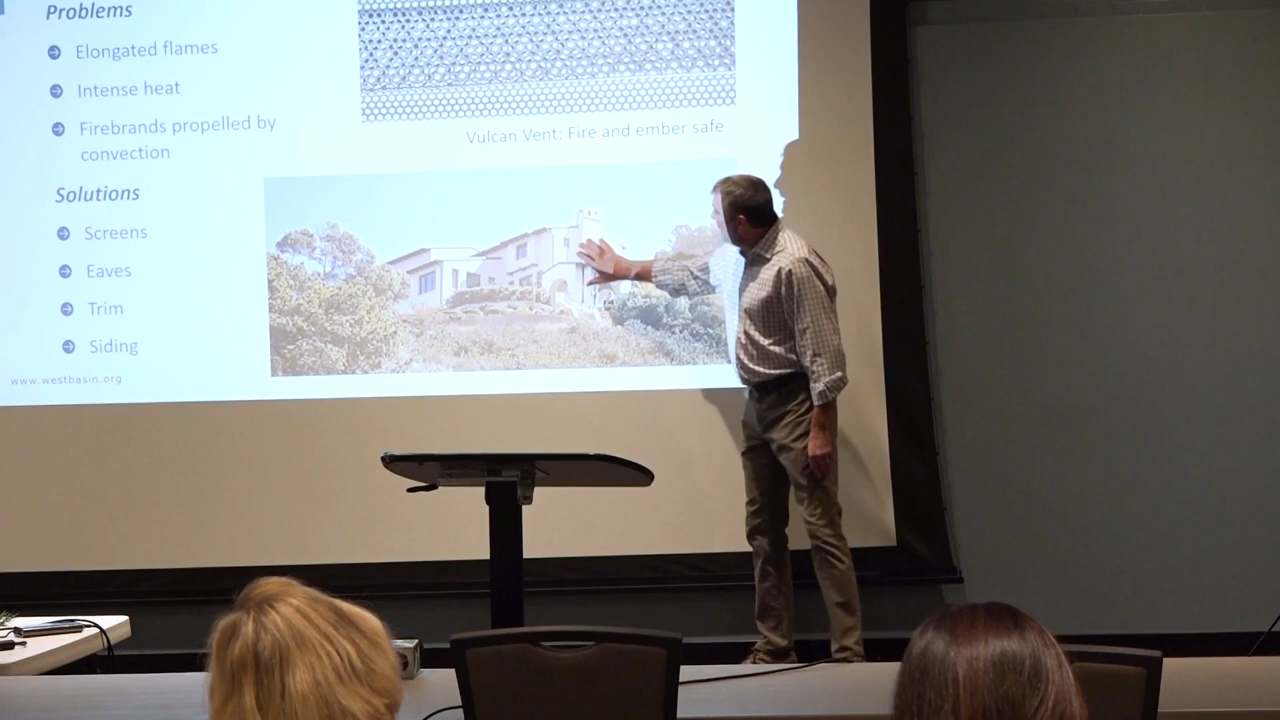 Problems
Elongated flames
Intense heat
Firebrands propelled by
convection
Vulcan Vent: Fire and ember safe
Solutions
Screens
Eaves
Trim
Siding
www.westbasin.org